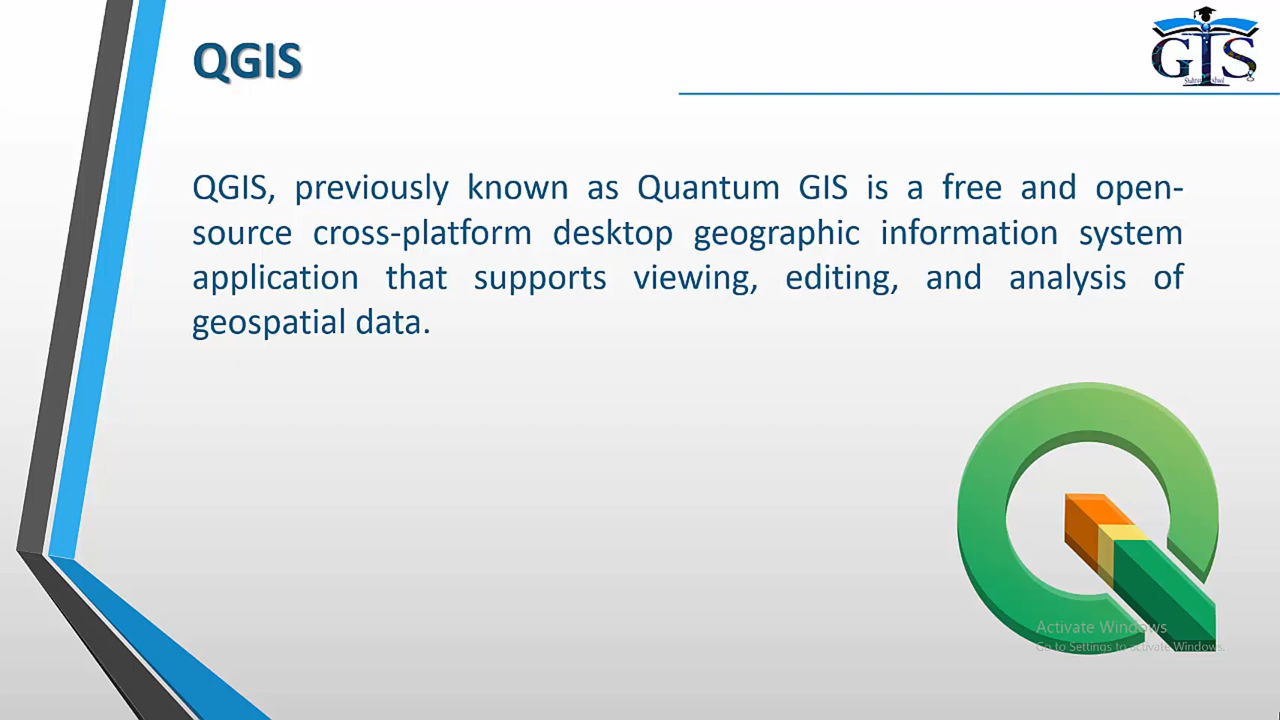 QGIS
GIS
QGIS, previously known as Quantum GIS is a free and open-
source cross-platform desktop geographic information system
application that supports viewing, editing, and analysis of
geospatial data.
Activate Windows
Go to Settings to activate Windows.